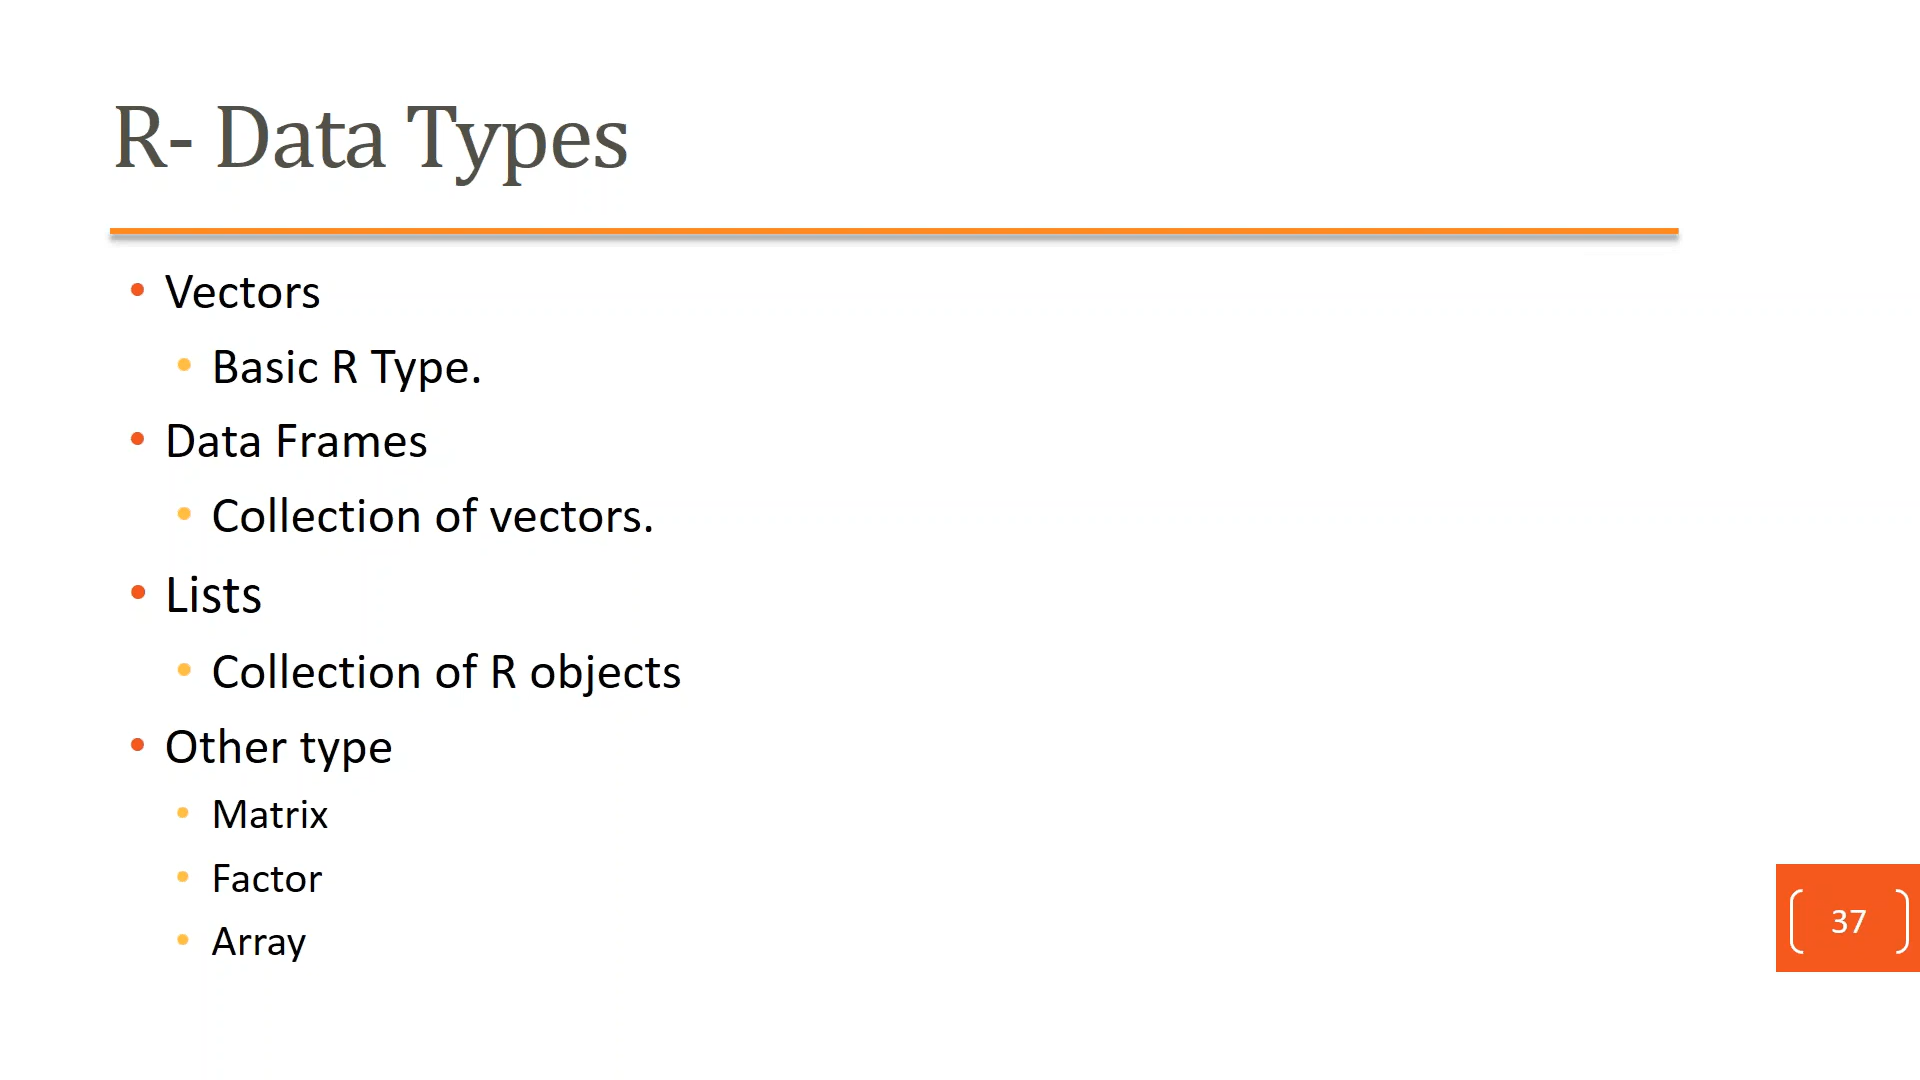 R- Data Types
• Vectors
• Basic R Type.
• Data Frames
• Collection of vectors.
• Lists
• Collection of R objects
• Other type
• Matrix
• Factor
• Array
37